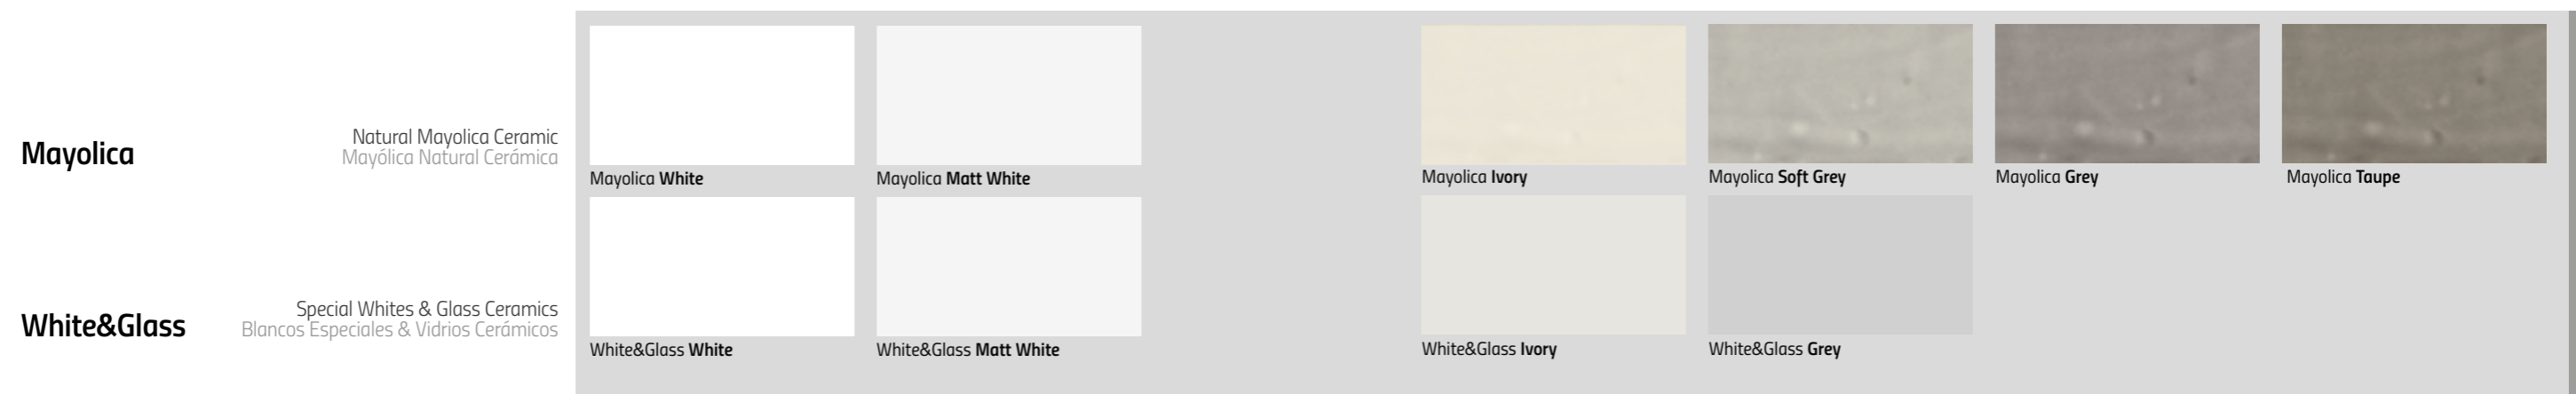 Mayolica
Natural Mayolica Ceramic
Mayólica Natural Cerámica
Mayolica White
Mayolica Matt White
Mayolica Ivory
Mayolica Soft Grey
Mayolica Grey
Mayolica Taupe
White&Glass
Special Whites & Glass Ceramics
Blancos Especiales & Vidrios Cerámicos
White&Glass White
White&Glass Matt White
White&Glass Ivory
White&Glass Grey